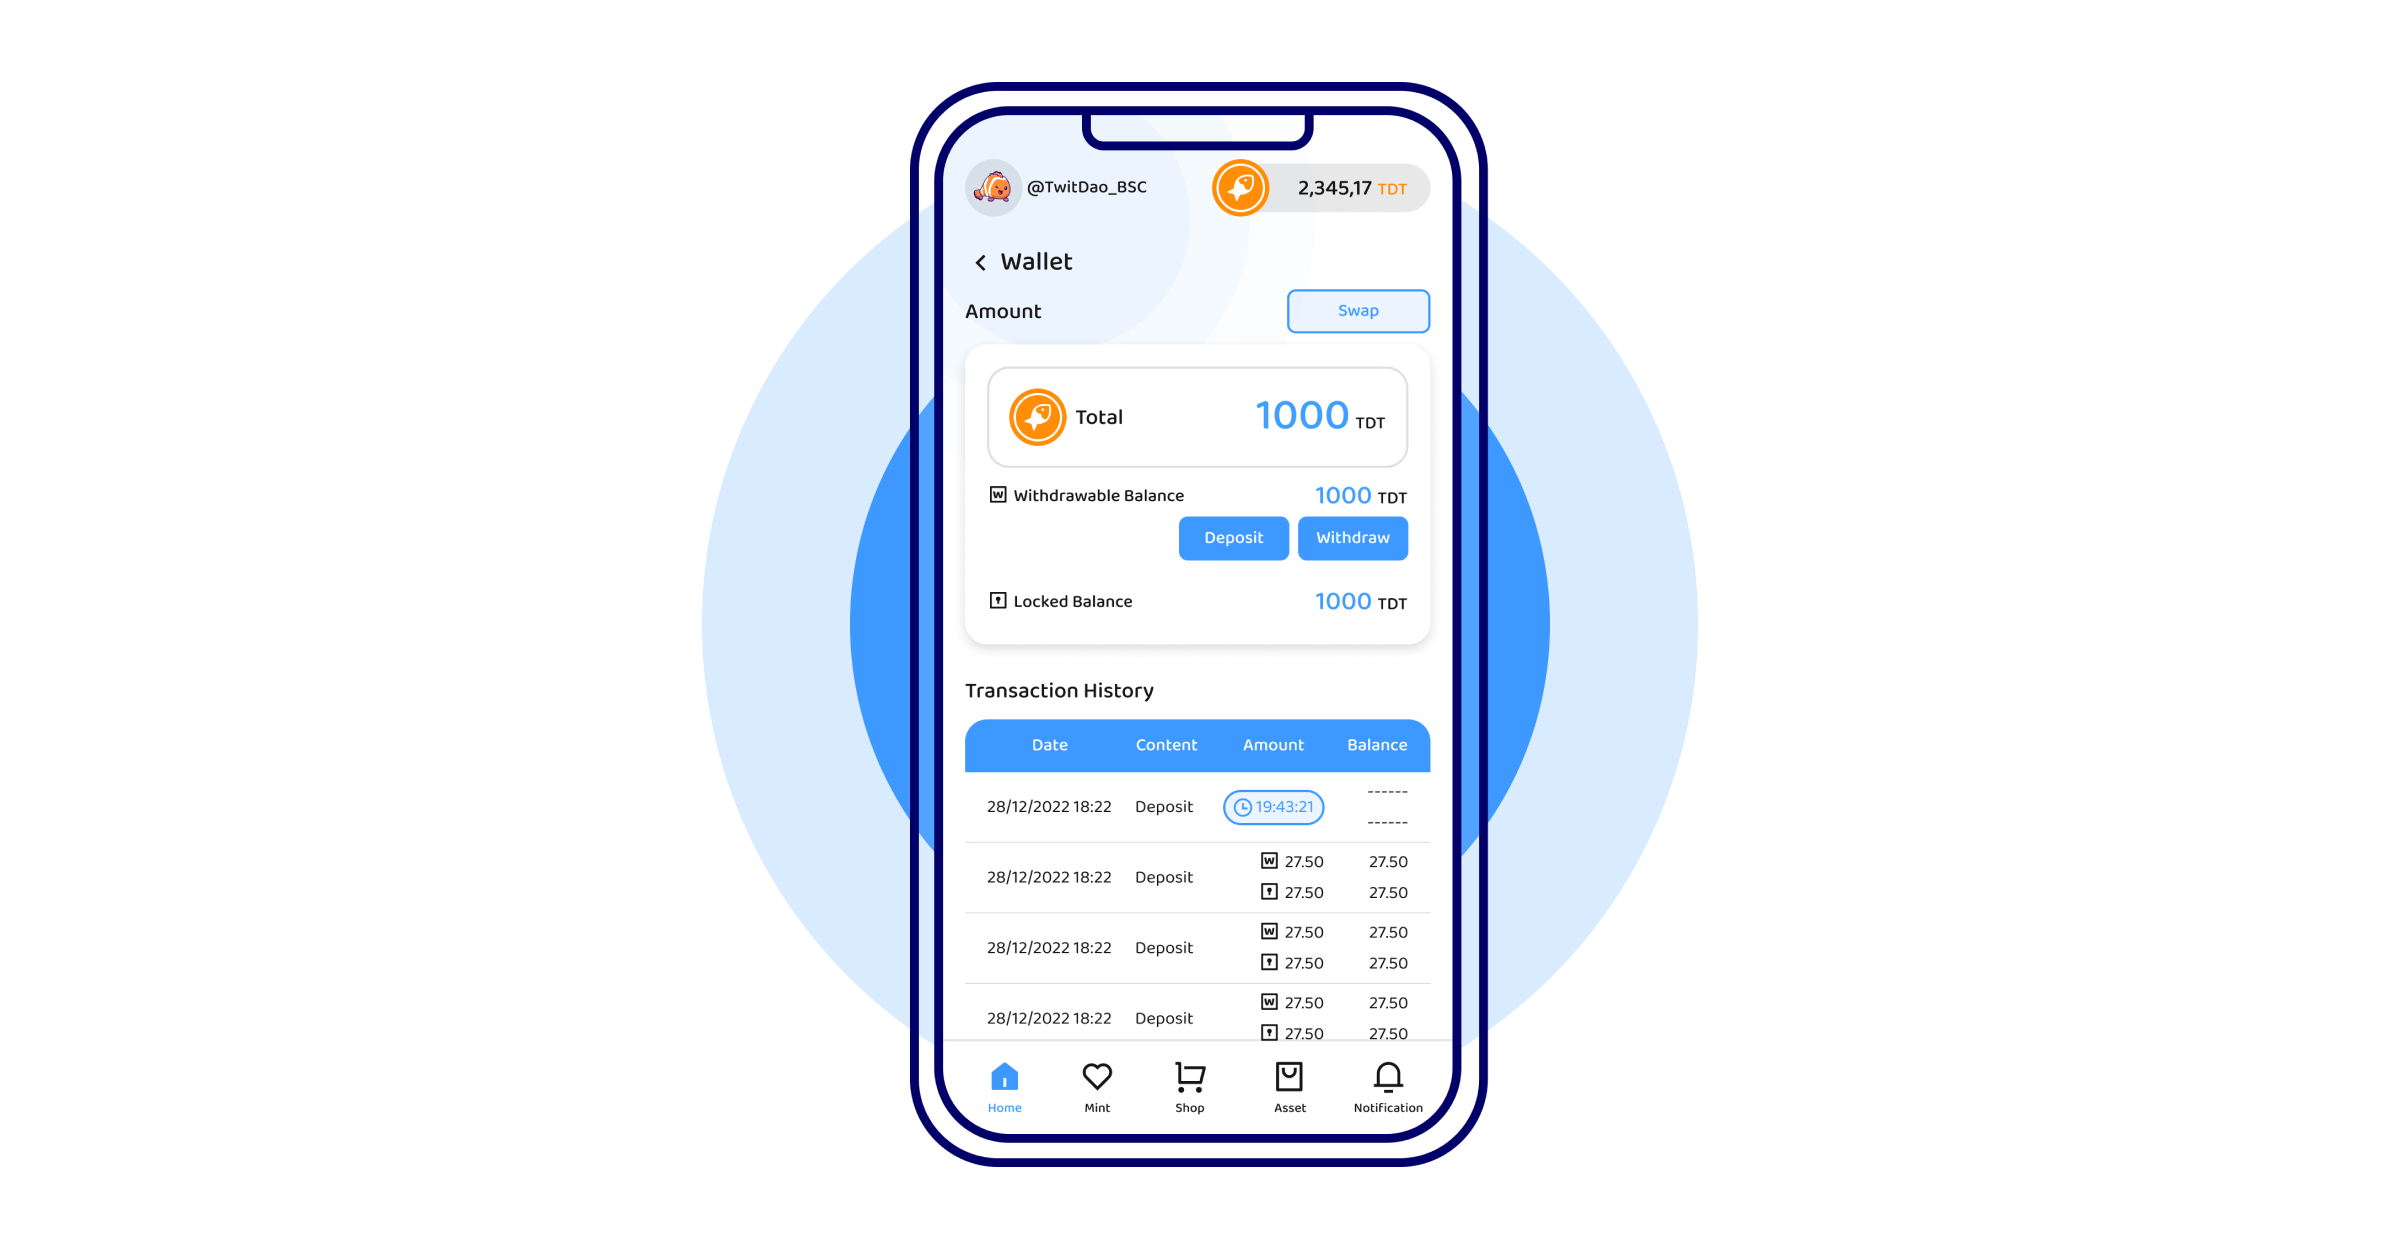 @TwitDao_BSC
2,345,17 TDT
Wallet
Amount
Swap
Total
1000 TDT
W Withdrawable Balance
1000 TDT
Deposit
Withdraw
Locked Balance
1000 TDT
Transaction History
Date Content Amount Balance
28/12/2022 18:22 Deposit 19:43:21 ------
------
28/12/2022 18:22 Deposit W 27.50 27.50
27.50 27.50
28/12/2022 18:22 Deposit W 27.50 27.50
27.50 27.50
28/12/2022 18:22 Deposit W 27.50 27.50
27.50 27.50
Home Mint Shop Asset Notification